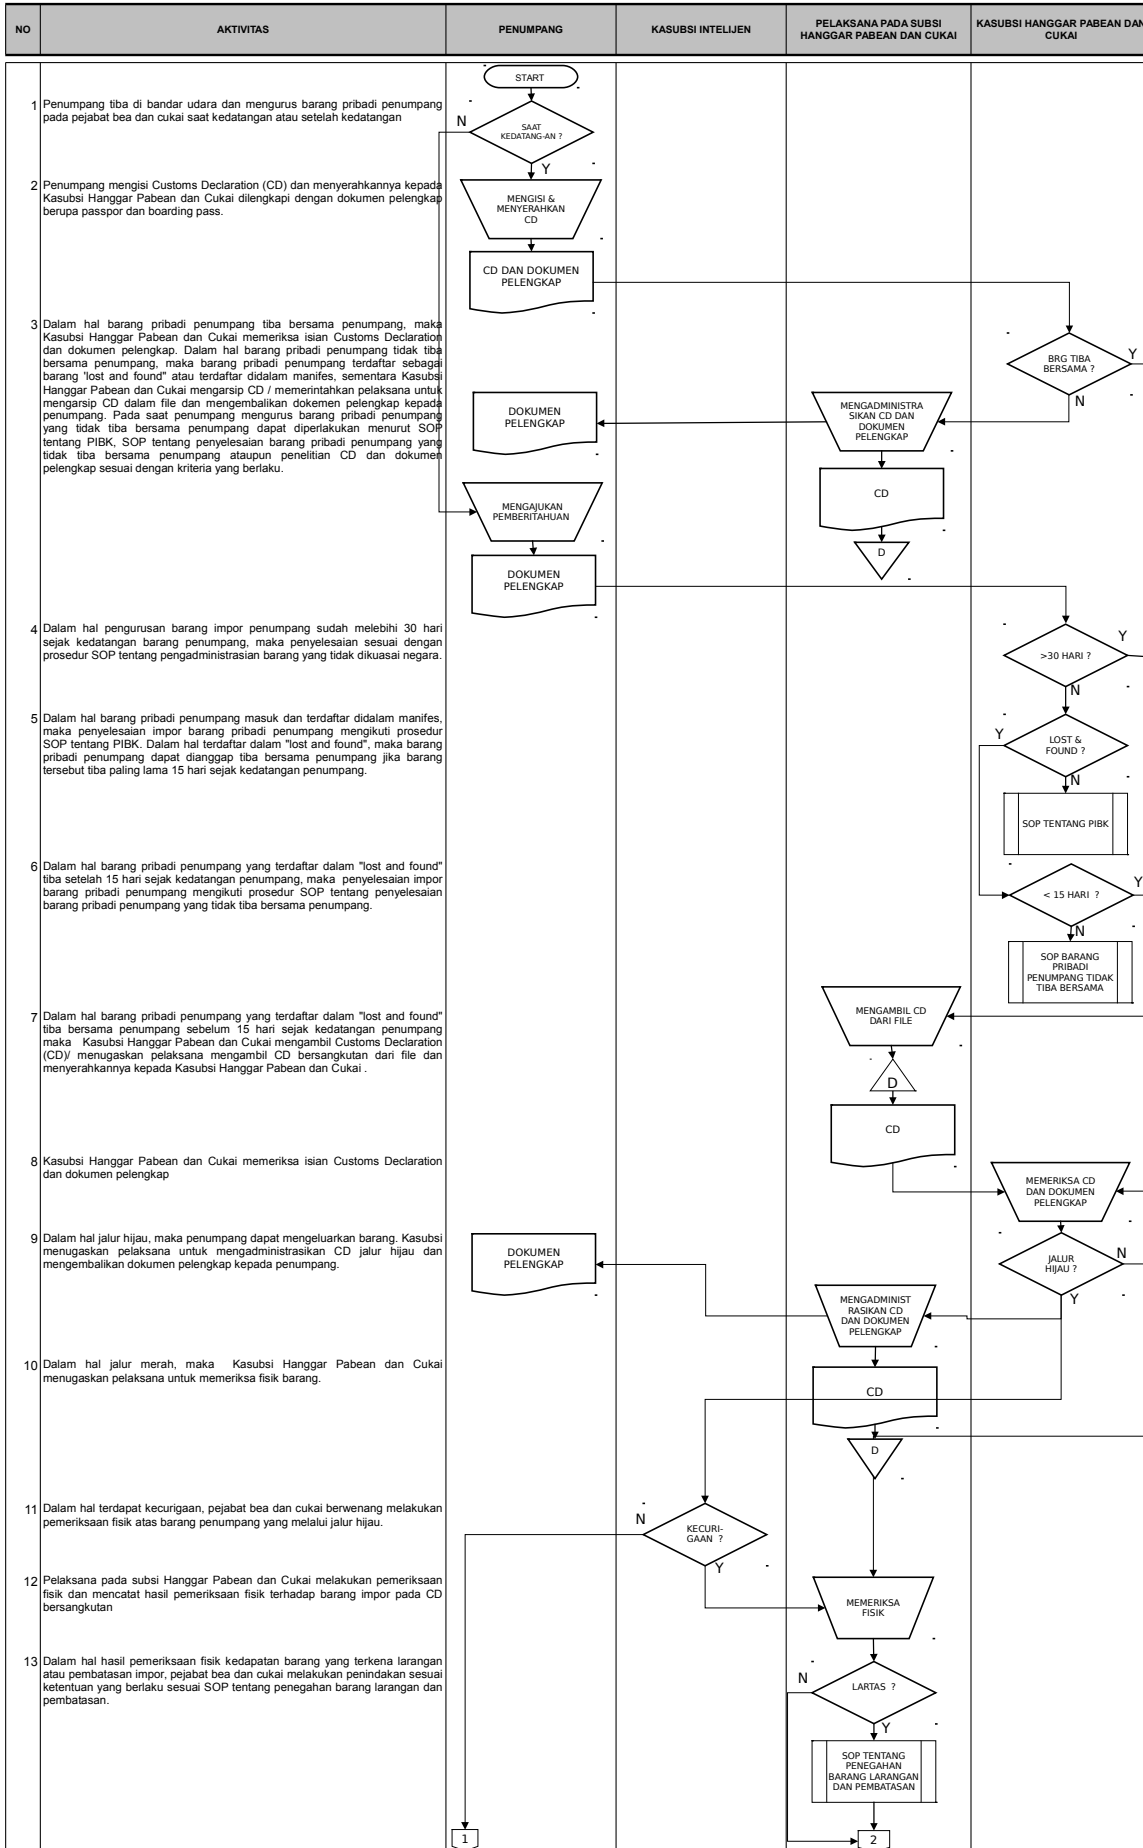 NO
AKTIVITAS
PENUMPANG
KASUBSI INTELIJEN
PELAKSANA PADA SUBSI
HANGGAR PABEAN DAN CUKAI
KASUBSI HANGGAR PABEAN DAN
CUKAI
START
1 Penumpang tiba di bandar udara dan mengurus barang pribadi penumpang
pada pejabat bea dan cukai saat kedatangan atau setelah kedatangan
N
SAAT
KEDATANG-AN ?
Y
2 Penumpang mengisi Customs Declaration (CD) dan menyerahkannya kepada
Kasubsi Hanggar Pabean dan Cukai dilengkapi dengan dokumen pelengkap
berupa passpor dan boarding pass.
MENGISI &
MENYERAHKAN
CD
CD DAN DOKUMEN
PELENGKAP
3 Dalam hal barang pribadi penumpang tiba bersama penumpang, maka
Kasubsi Hanggar Pabean dan Cukai memeriksa isian Customs Declaration
dan dokumen pelengkap. Dalam hal barang pribadi penumpang tidak tiba
bersama penumpang, maka barang pribadi penumpang terdaftar sebagai
barang 'lost and found" atau terdaftar didalam manifes, sementara Kasubsi
Hanggar Pabean dan Cukai mengarsip CD / memerintahkan pelaksana untuk
mengarsip CD dalam file dan mengembalikan dokemen pelengkap kepada
penumpang. Pada saat penumpang mengurus barang pribadi penumpang
yang tidak tiba bersama penumpang dapat diperlakukan menurut SOP
tentang PIBK, SOP tentang penyelesaian barang pribadi penumpang yang
tidak tiba bersama penumpang ataupun penelitian CD dan dokumen
pelengkap sesuai dengan kriteria yang berlaku.
BRG TIBA
BERSAMA ?
Y
N
DOKUMEN
PELENGKAP
MENGADMINISTRA
SIKAN CD DAN
DOKUMEN
PELENGKAP
CD
D
MENGAJUKAN
PEMBERITAHUAN
DOKUMEN
PELENGKAP
4 Dalam hal pengurusan barang impor penumpang sudah melebihi 30 hari
sejak kedatangan barang penumpang, maka penyelesaian sesuai dengan
prosedur SOP tentang pengadministrasian barang yang tidak dikuasai negara.
>30 HARI ?
Y
N
5 Dalam hal barang pribadi penumpang masuk dan terdaftar didalam manifes,
maka penyelesaian impor barang pribadi penumpang mengikuti prosedur
SOP tentang PIBK. Dalam hal terdaftar dalam "lost and found", maka barang
pribadi penumpang dapat dianggap tiba bersama penumpang jika barang
tersebut tiba paling lama 15 hari sejak kedatangan penumpang.
Y
LOST &
FOUND ?
N
SOP TENTANG PIBK
6 Dalam hal barang pribadi penumpang yang terdaftar dalam "lost and found"
tiba setelah 15 hari sejak kedatangan penumpang, maka penyelesaian impor
barang pribadi penumpang mengikuti prosedur SOP tentang penyelesaian
barang pribadi penumpang yang tidak tiba bersama penumpang.
< 15 HARI ?
Y
N
SOP BARANG
PRIBADI
PENUMPANG TIDAK
TIBA BERSAMA
7 Dalam hal barang pribadi penumpang yang terdaftar dalam "lost and found"
tiba bersama penumpang sebelum 15 hari sejak kedatangan penumpang
maka Kasubsi Hanggar Pabean dan Cukai mengambil Customs Declaration
(CD)/ menugaskan pelaksana mengambil CD bersangkutan dari file dan
menyerahkannya kepada Kasubsi Hanggar Pabean dan Cukai .
MENGAMBIL CD
DARI FILE
D
CD
8 Kasubsi Hanggar Pabean dan Cukai memeriksa isian Customs Declaration
dan dokumen pelengkap
MEMERIKSA CD
DAN DOKUMEN
PELENGKAP
9 Dalam hal jalur hijau, maka penumpang dapat mengeluarkan barang. Kasubsi
menugaskan pelaksana untuk mengadministrasikan CD jalur hijau dan
mengembalikan dokumen pelengkap kepada penumpang.
DOKUMEN
PELENGKAP
JALUR
HIJAU ?
N
Y
MENGADMINIST
RASIKAN CD
DAN DOKUMEN
PELENGKAP
10 Dalam hal jalur merah, maka Kasubsi Hanggar Pabean dan Cukai
menugaskan pelaksana untuk memeriksa fisik barang.
CD
D
11 Dalam hal terdapat kecurigaan, pejabat bea dan cukai berwenang melakukan
pemeriksaan fisik atas barang penumpang yang melalui jalur hijau.
N
KECURI-
GAAN ?
Y
12 Pelaksana pada subsi Hanggar Pabean dan Cukai melakukan pemeriksaan
fisik dan mencatat hasil pemeriksaan fisik terhadap barang impor pada CD
bersangkutan
MEMERIKSA
FISIK
13 Dalam hal hasil pemeriksaan fisik kedapatan barang yang terkena larangan
atau pembatasan impor, pejabat bea dan cukai melakukan penindakan sesuai
ketentuan yang berlaku sesuai SOP tentang penegahan barang larangan dan
pembatasan.
N
LARTAS ?
Y
SOP TENTANG
PENEGAHAN
BARANG LARANGAN
DAN PEMBATASAN
1
2